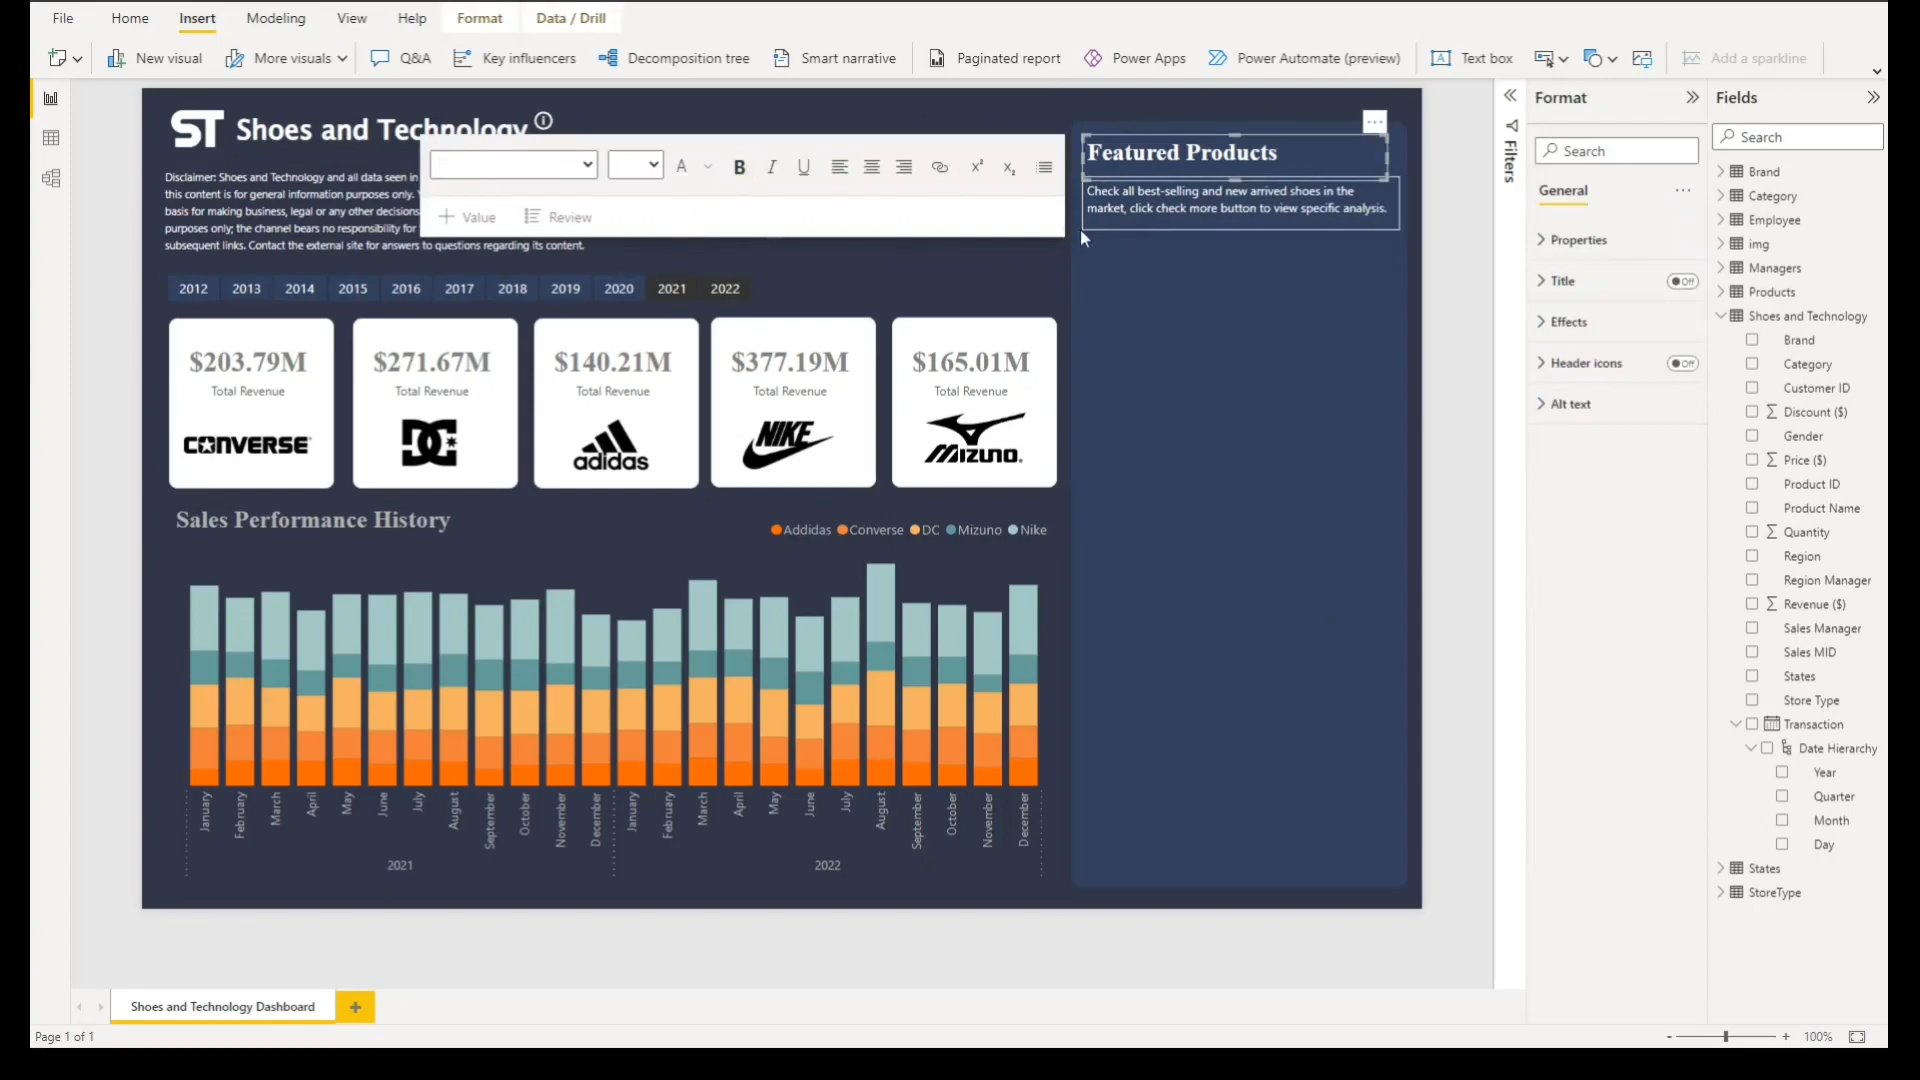 File Home Insert Modeling View Help Format Data / Drill
New visual More visuals Q&A Key influencers Decomposition tree Smart narrative Paginated report Power Apps Power Automate (preview) Text box Add a sparkline
ST Shoes and Technology
Disclaimer: Shoes and Technology and all data seen in
this content is for general information purposes only.
basis for making business, legal or any other decisions
purposes only; the channel bears no responsibility for
subsequent links. Contact the external site for answers to questions regarding its content.
A B I U x² x₂
Value Review
Featured Products
Check all best-selling and new arrived shoes in the
market, click check more button to view specific analysis.
2012 2013 2014 2015 2016 2017 2018 2019 2020 2021 2022
$203.79M $271.67M $140.21M $377.19M $165.01M
Total Revenue Total Revenue Total Revenue Total Revenue Total Revenue
CONVERSE DC adidas NIKE MIZUNO
Sales Performance History
Addidas Converse DC Mizuno Nike
January February March April May June July August September October November December January February March April May June July August September October November December
2021 2022
Shoes and Technology Dashboard +
Page 1 of 1
- + 100%
Filters
Format
Search
General
Properties
Title Off
Effects
Header icons Off
Alt text
Fields
Search
Brand
Category
Employee
img
Managers
Products
Shoes and Technology
Brand
Category
Customer ID
∑ Discount ($)
Gender
∑ Price ($)
Product ID
Product Name
∑ Quantity
Region
Region Manager
∑ Revenue ($)
Sales Manager
Sales MID
States
Store Type
Transaction
Date Hierarchy
Year
Quarter
Month
Day
States
StoreType